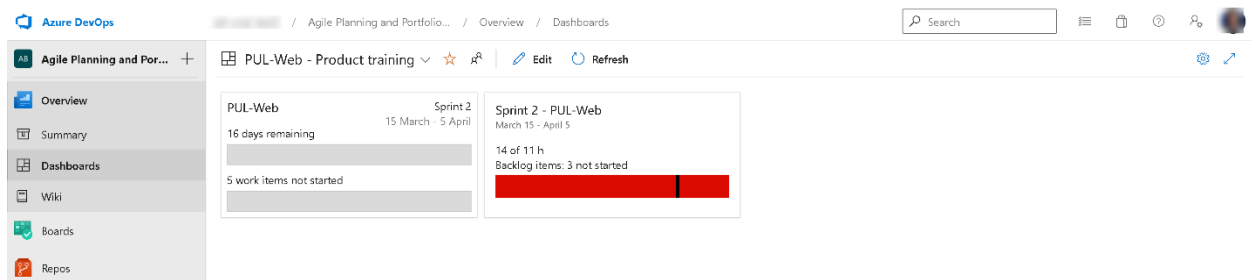 Azure DevOps
/ Agile Planning and Portfolio... / Overview / Dashboards
Search
AB Agile Planning and Por...
PUL-Web - Product training
Edit
Refresh
Overview
Summary
Dashboards
Wiki
Boards
Repos
PUL-Web
Sprint 2
15 March - 5 April
16 days remaining
5 work items not started
Sprint 2 - PUL-Web
March 15 - April 5
14 of 11 h
Backlog items: 3 not started